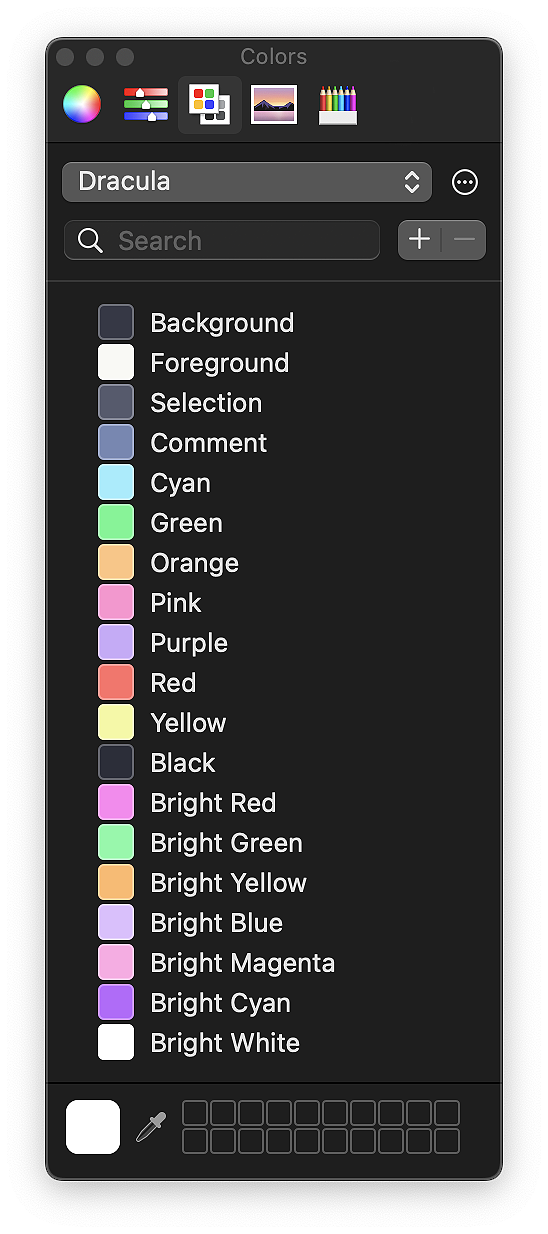 Colors
Dracula
Search
Background
Foreground
Selection
Comment
Cyan
Green
Orange
Pink
Purple
Red
Yellow
Black
Bright Red
Bright Green
Bright Yellow
Bright Blue
Bright Magenta
Bright Cyan
Bright White